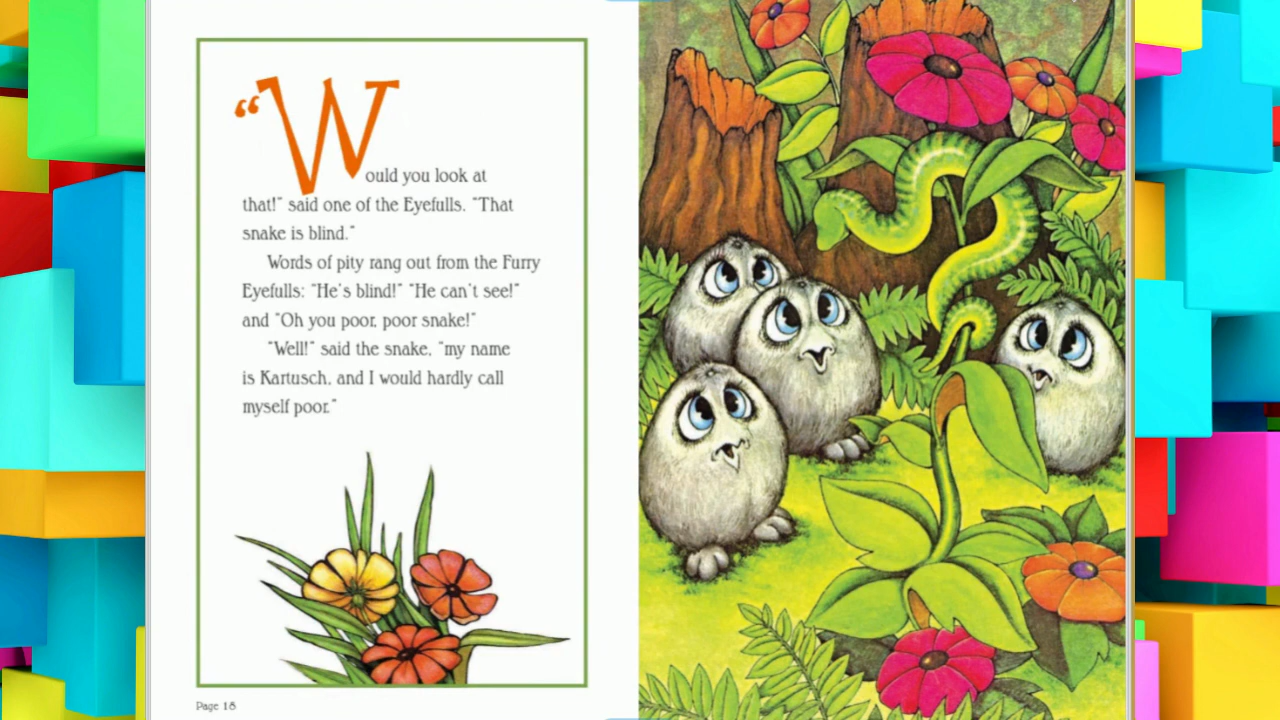 “Would you look at
that!" said one of the Eyefulls. "That
snake is blind."
Words of pity rang out from the Furry
Eyefulls: "He's blind!" "He can't see!"
and "Oh you poor, poor snake!"
"Well!" said the snake, "my name
is Kartusch, and I would hardly call
myself poor."
Page 18